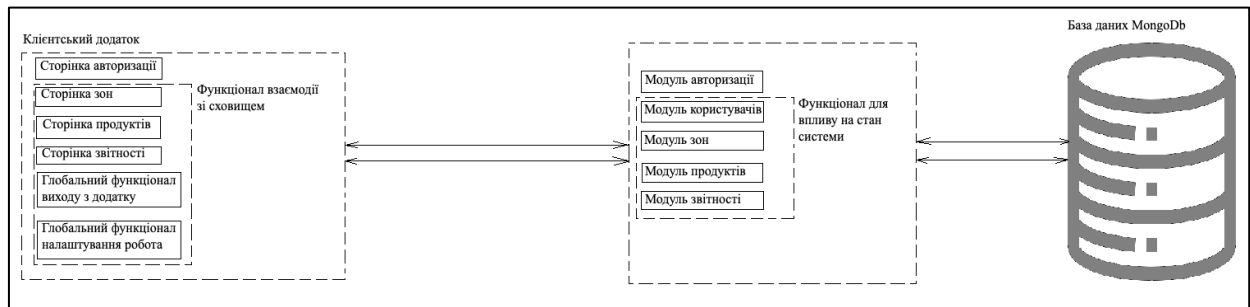 Клієнтський додаток
Сторінка авторизації
Сторінка зон
Сторінка продуктів
Сторінка звітності
Глобальний функціонал
виходу з додатку
Глобальний функціонал
налаштування робота
Функціонал взаємодії
зі сховищем
Модуль авторизації
Модуль користувачів
Модуль зон
Модуль продуктів
Модуль звітності
Функціонал для
впливу на стан
системи
База даних MongoDb